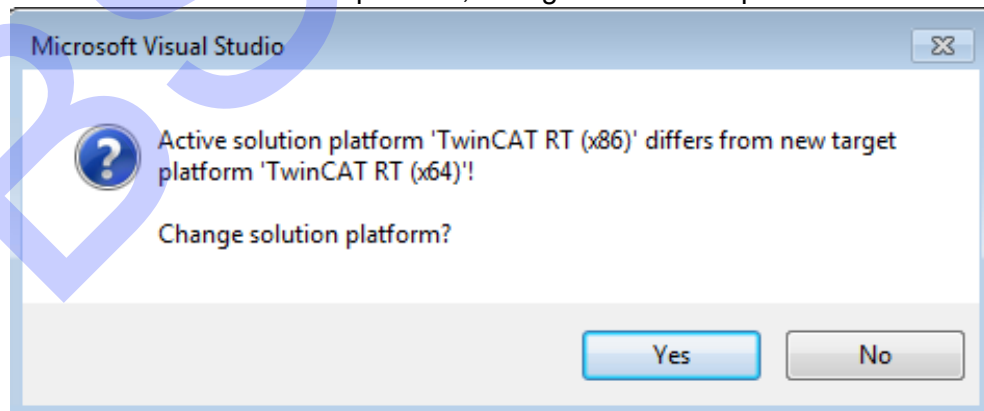 Microsoft Visual Studio
Active solution platform 'TwinCAT RT (x86)' differs from new target
platform 'TwinCAT RT (x64)'!
Change solution platform?
Yes No